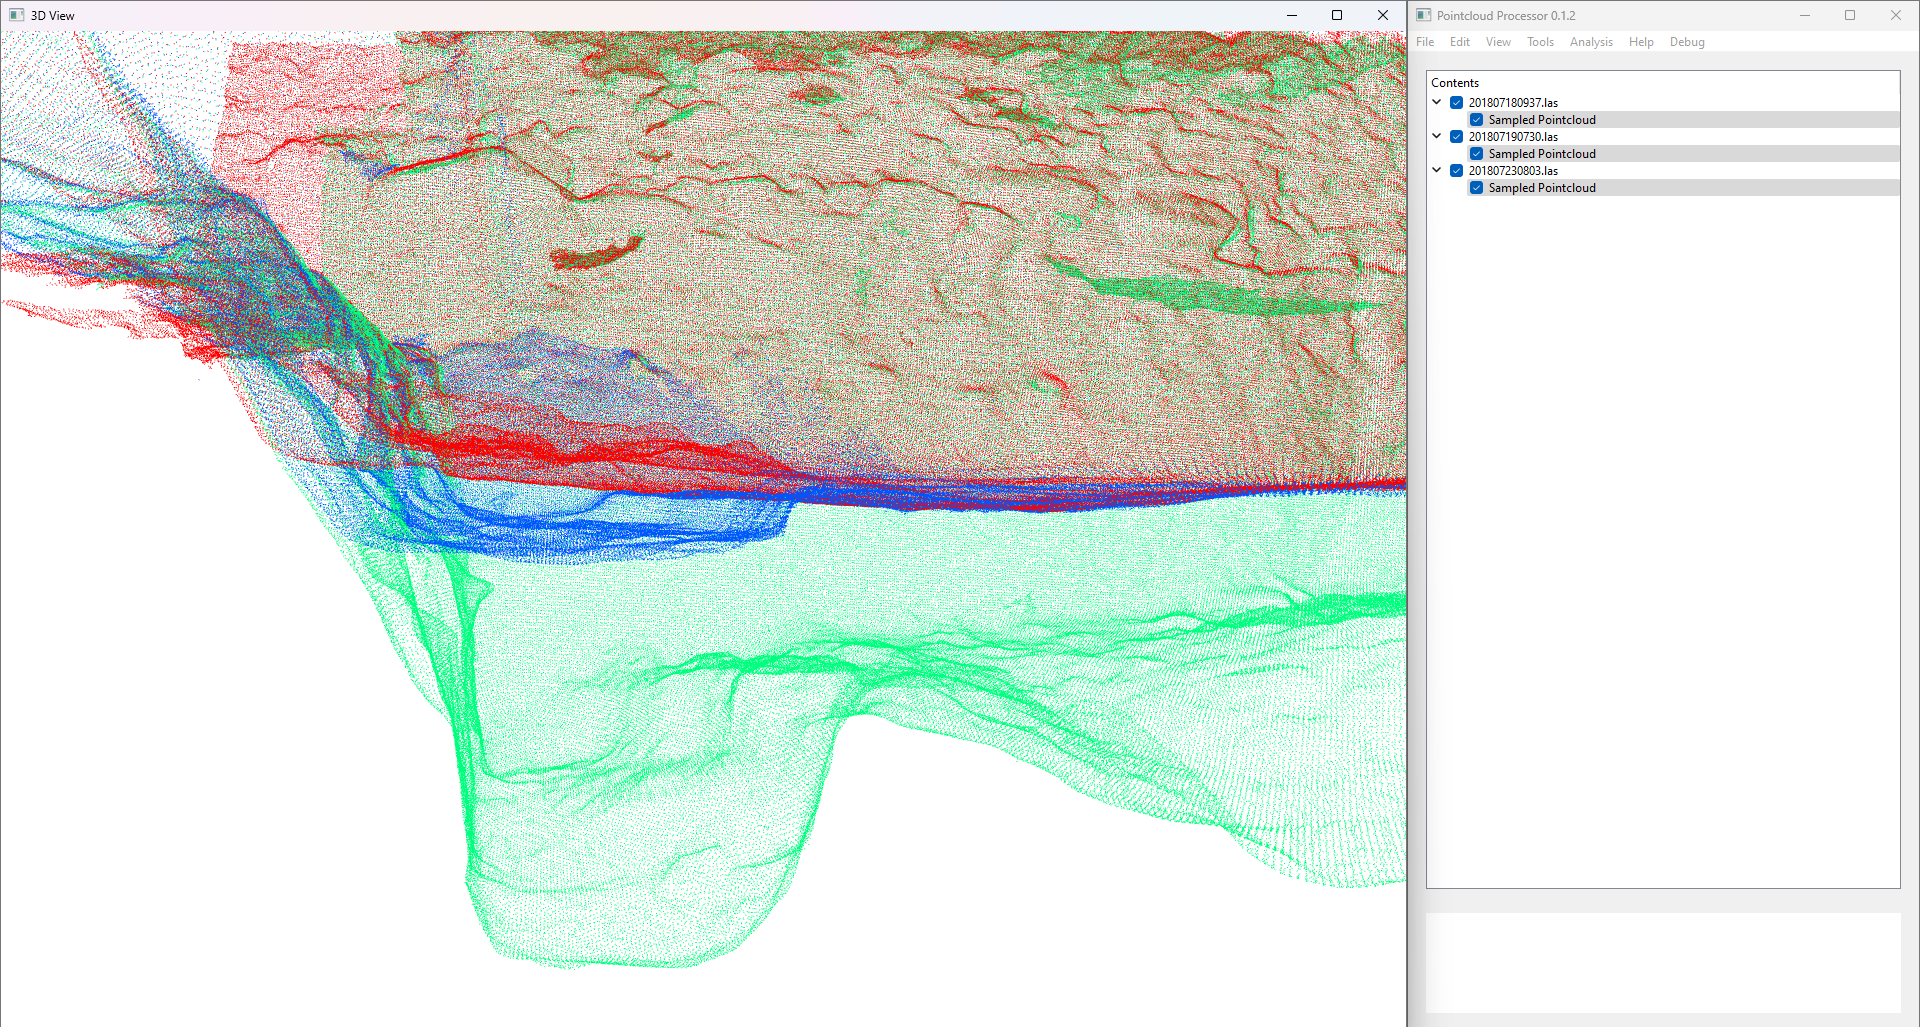 3D View
Pointcloud Processor 0.1.2
File Edit View Tools Analysis Help Debug
Contents
201807180937.las
Sampled Pointcloud
201807190730.las
Sampled Pointcloud
201807230803.las
Sampled Pointcloud